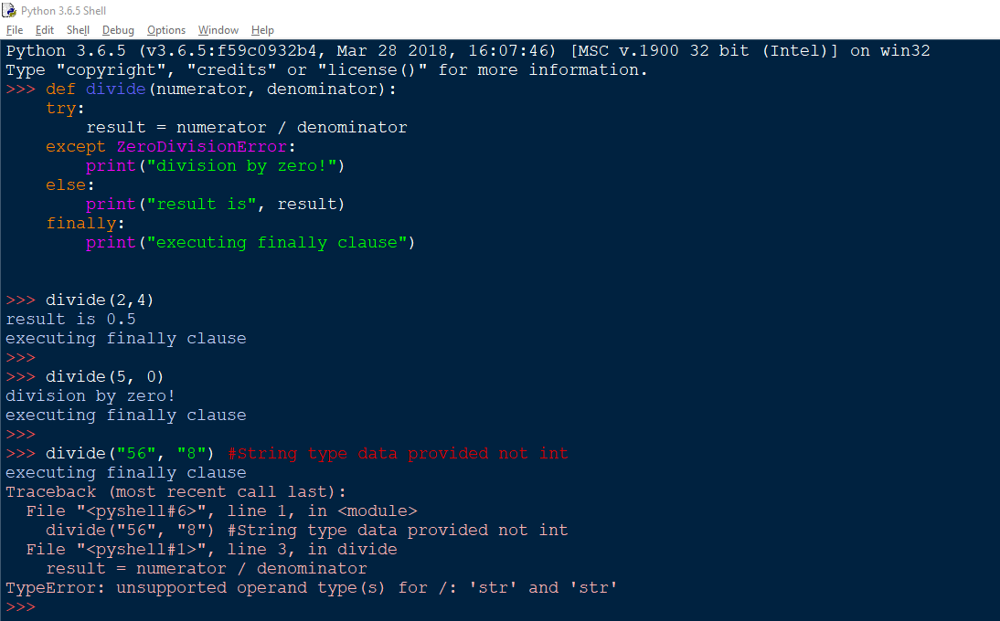 Python 3.6.5 Shell
File Edit Shell Debug Options Window Help
Python 3.6.5 (v3.6.5:f59c0932b4, Mar 28 2018, 16:07:46) [MSC v.1900 32 bit (Intel)] on win32
Type "copyright", "credits" or "license()" for more information.
>>> def divide(numerator, denominator):
    try:
        result = numerator / denominator
    except ZeroDivisionError:
        print("division by zero!")
    else:
        print("result is", result)
    finally:
        print("executing finally clause")
>>> divide(2,4)
result is 0.5
executing finally clause
>>>
>>> divide(5, 0)
division by zero!
executing finally clause
>>>
>>> divide("56", "8") #String type data provided not int
executing finally clause
Traceback (most recent call last):
  File "<pyshell#6>", line 1, in <module>
    divide("56", "8") #String type data provided not int
  File "<pyshell#1>", line 3, in divide
    result = numerator / denominator
TypeError: unsupported operand type(s) for /: 'str' and 'str'
>>>